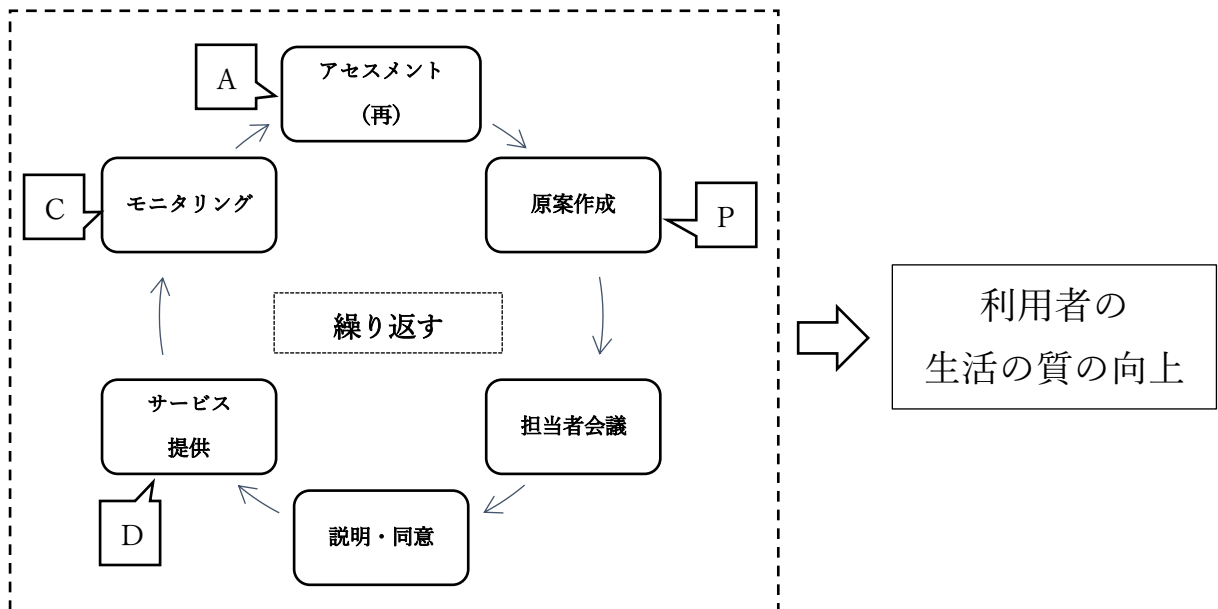 A
アセスメント
(再)
C
モニタリング
原案作成
P
繰り返す
利用者の
生活の質の向上
サービス
提供
担当者会議
D
説明・同意